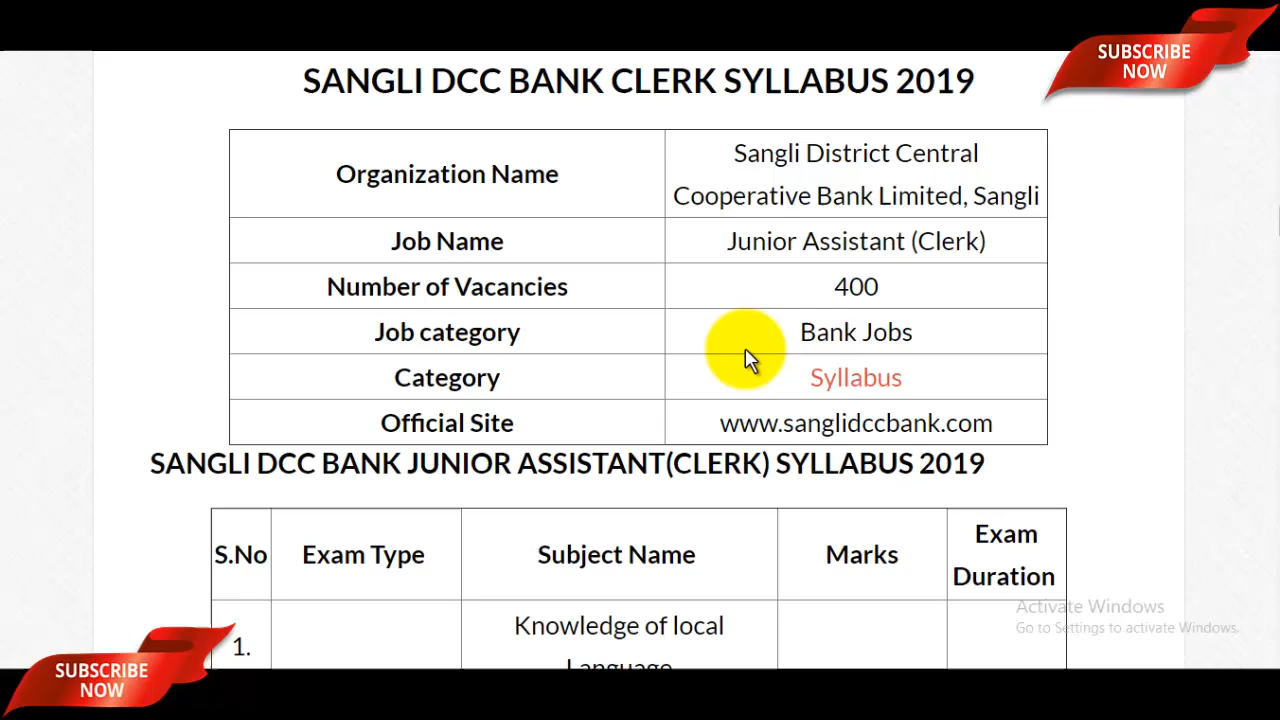 SUBSCRIBE
NOW
SANGLI DCC BANK CLERK SYLLABUS 2019
Organization Name
Sangli District Central
Cooperative Bank Limited, Sangli
Job Name
Junior Assistant (Clerk)
Number of Vacancies
400
Job category
Bank Jobs
Category
Syllabus
Official Site
www.sanglidccbank.com
SANGLI DCC BANK JUNIOR ASSISTANT(CLERK) SYLLABUS 2019
S.No
Exam Type
Subject Name
Marks
Exam
Duration
1.
Knowledge of local
Language
Activate Windows
Go to Settings to activate Windows.
SUBSCRIBE
NOW